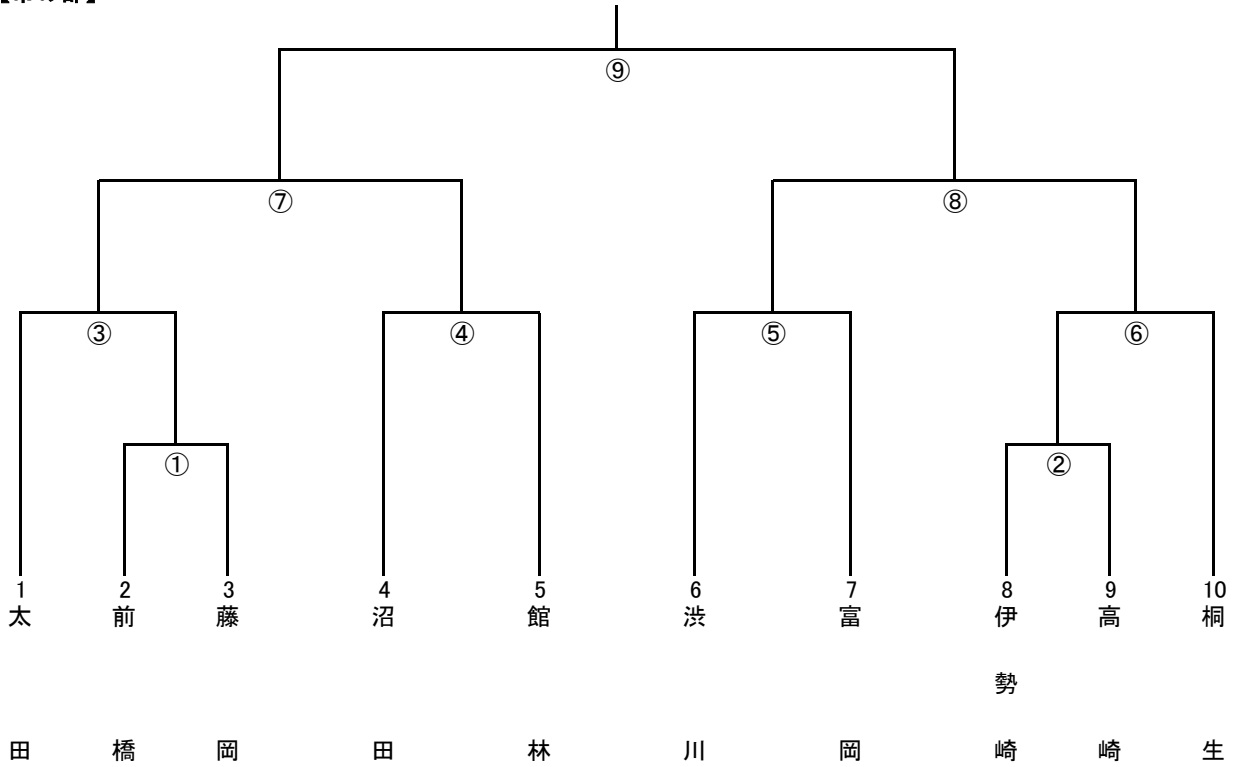 ⑨
⑦ ⑧
③ ④ ⑤ ⑥
① ②
1 2 3 4 5 6 7 8 9 10
太田
前橋
藤岡
沼田
館林
渋川
富岡
伊勢崎
高崎
桐生